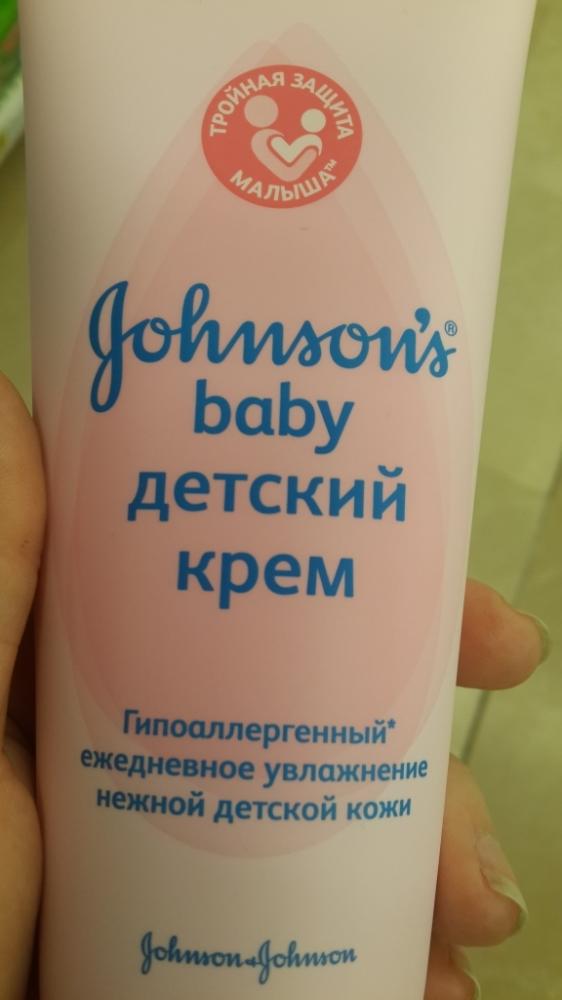 ТРОЙНАЯ ЗАЩИТА
МАЛЫША™
Johnson's®
baby
детский
крем
Гипоаллергенный*
ежедневное увлажнение
нежной детской кожи
Johnson & Johnson